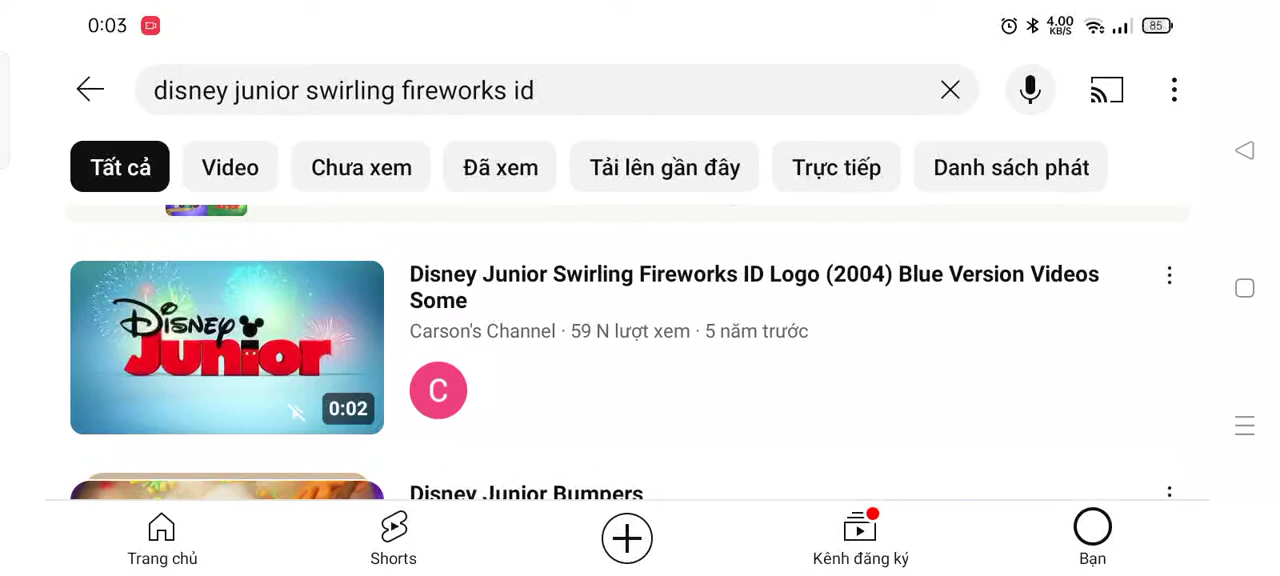 0:03
4.00
KB/S
85
disney junior swirling fireworks id
Tất cả
Video
Chưa xem
Đã xem
Tải lên gần đây
Trực tiếp
Danh sách phát
Disney Junior
0:02
Disney Junior Swirling Fireworks ID Logo (2004) Blue Version Videos
Some
Carson's Channel · 59 N lượt xem · 5 năm trước
C
Disney Junior Bumpers
Trang chủ
Shorts
Kênh đăng ký
Bạn